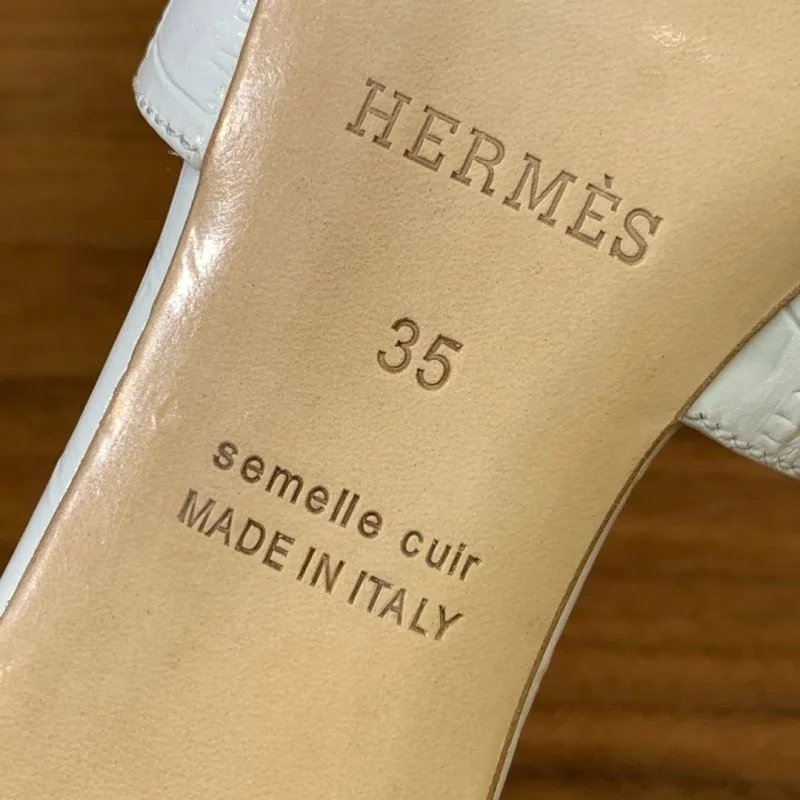 HERMÈS
35
semelle cuir
MADE IN ITALY